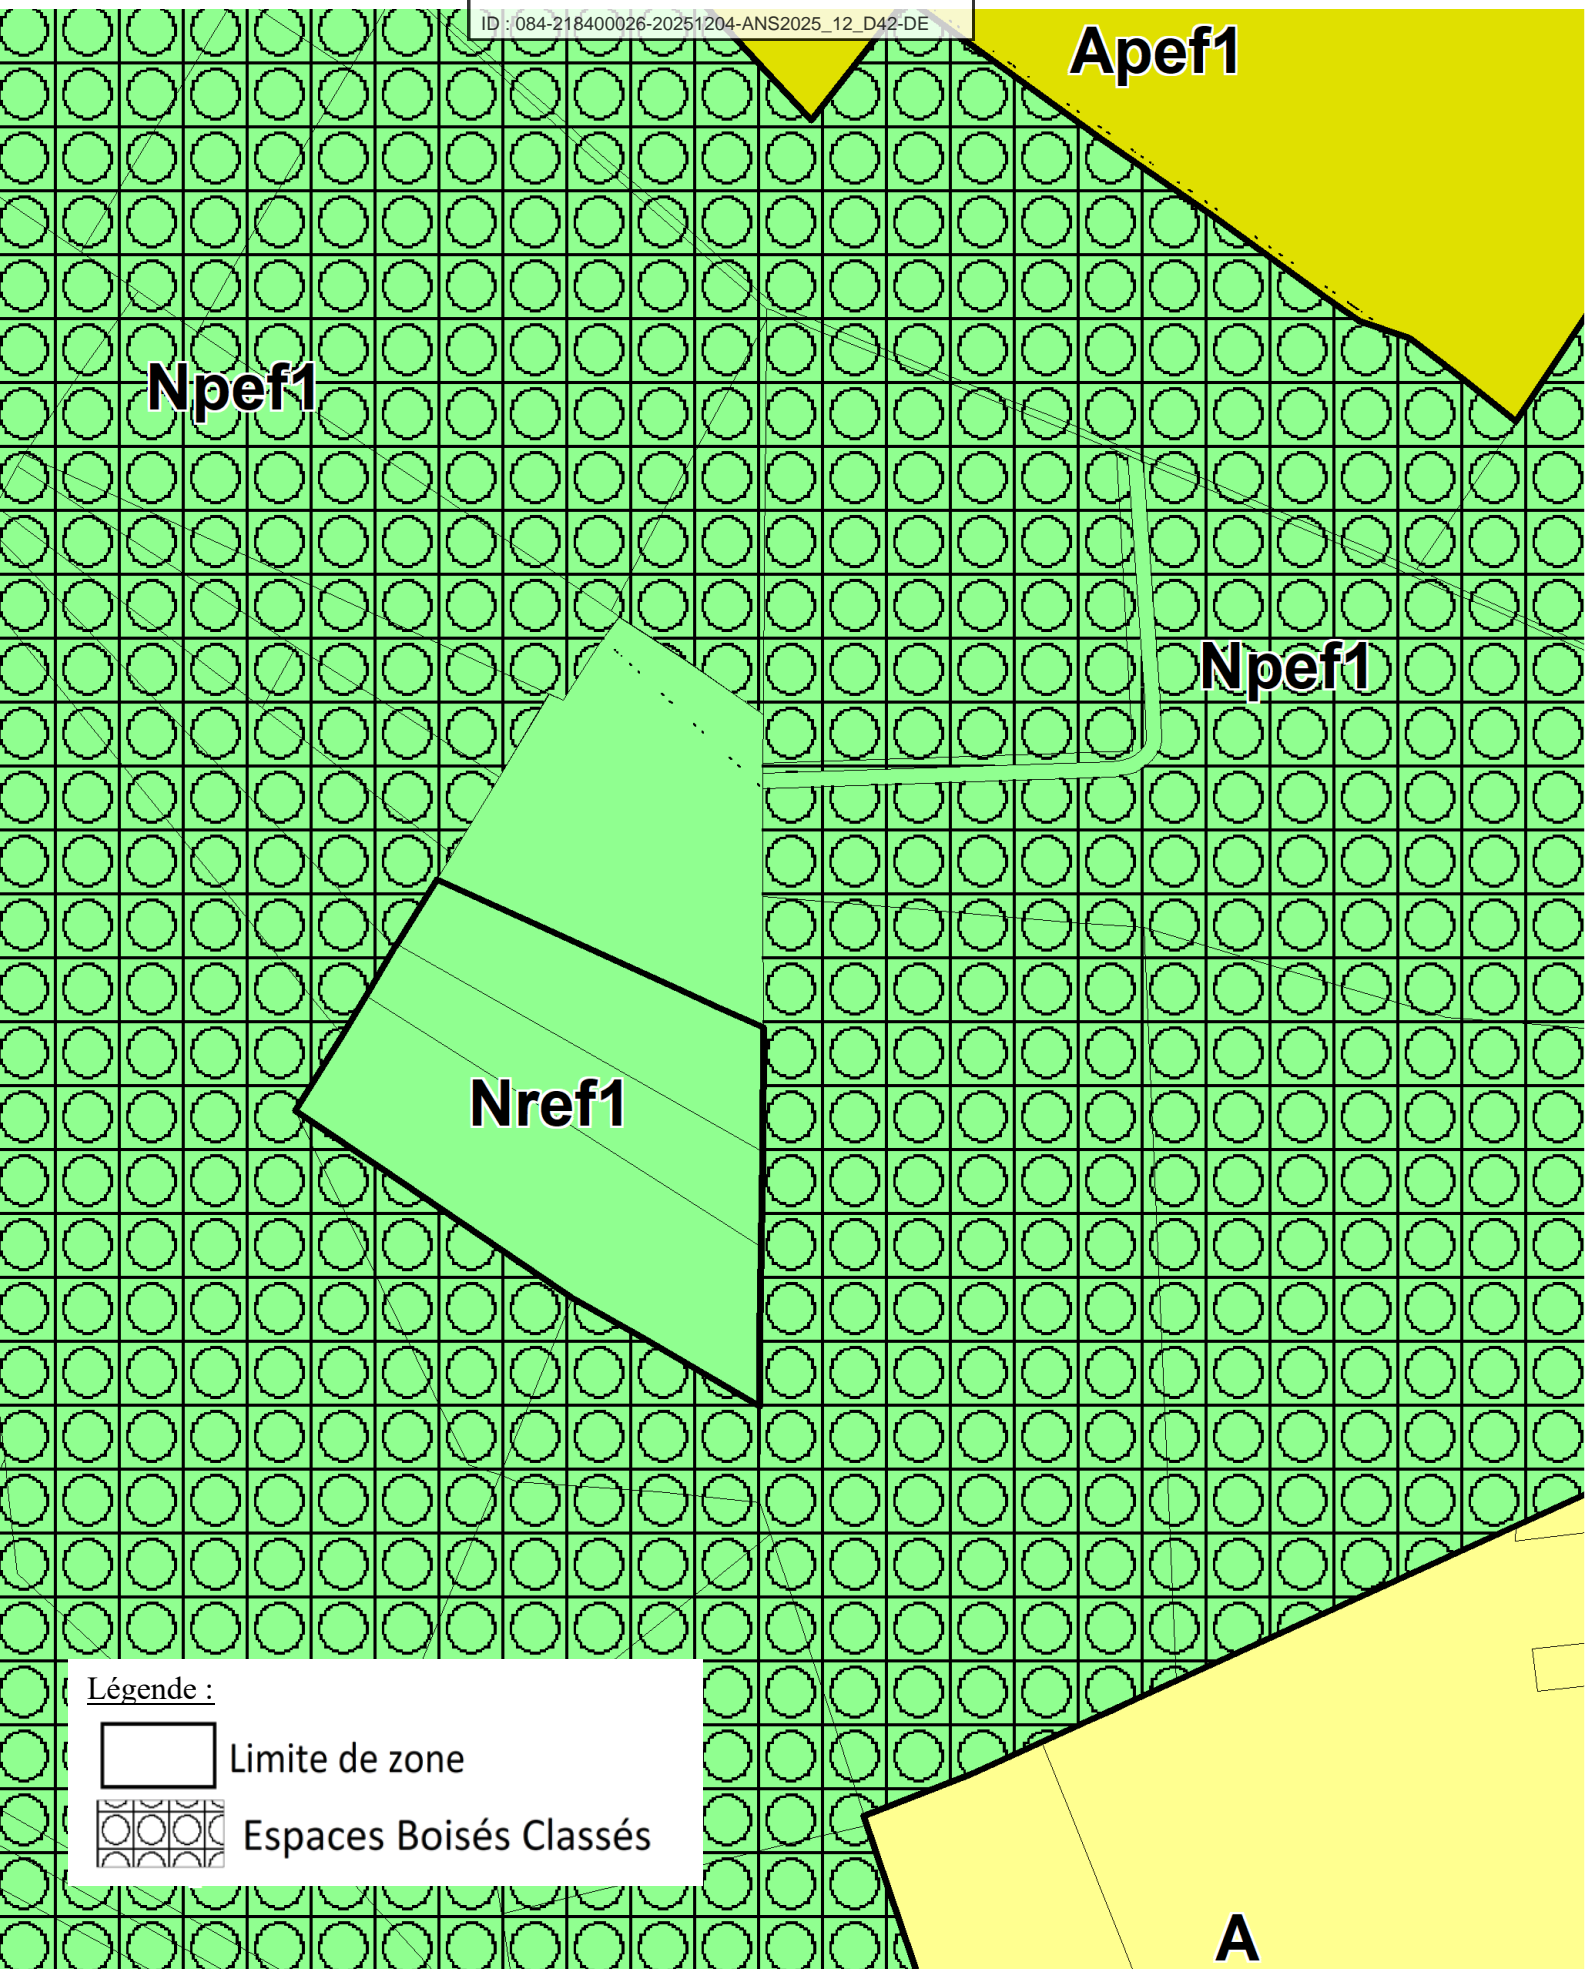 ID : 084-218400026-20251204-ANS2025_12_D42-DE
Apef1
Npef1
Npef1
Nref1
Légende :
Limite de zone
Espaces Boisés Classés
A